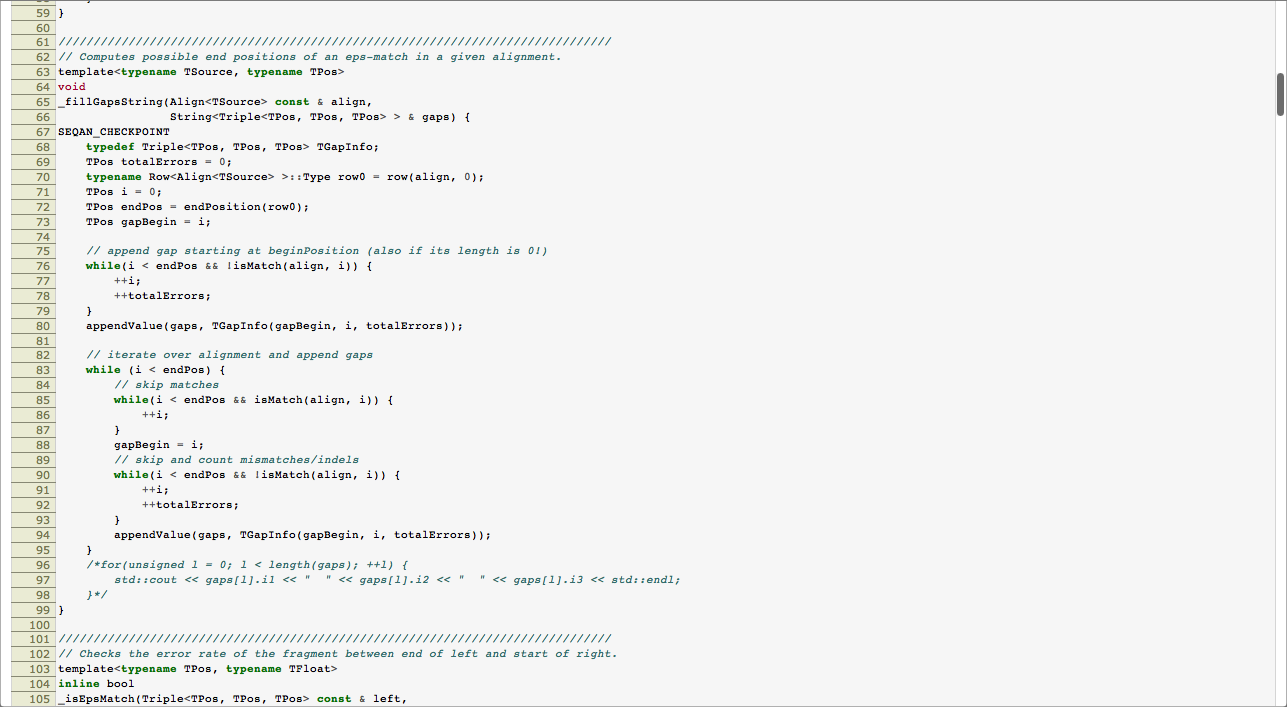 59 }
60
61 ///////////////////////////////////////////////////////////////////////////////
62 // Computes possible end positions of an eps-match in a given alignment.
63 template<typename TSource, typename TPos>
64 void
65 _fillGapsString(Align<TSource> const & align,
66                 String<Triple<TPos, TPos, TPos> > & gaps) {
67 SEQAN_CHECKPOINT
68     typedef Triple<TPos, TPos, TPos> TGapInfo;
69     TPos totalErrors = 0;
70     typename Row<Align<TSource> >::Type row0 = row(align, 0);
71     TPos i = 0;
72     TPos endPos = endPosition(row0);
73     TPos gapBegin = i;
74
75     // append gap starting at beginPosition (also if its length is 0!)
76     while(i < endPos && !isMatch(align, i)) {
77         ++i;
78         ++totalErrors;
79     }
80     appendValue(gaps, TGapInfo(gapBegin, i, totalErrors));
81
82     // iterate over alignment and append gaps
83     while (i < endPos) {
84         // skip matches
85         while(i < endPos && isMatch(align, i)) {
86             ++i;
87         }
88         gapBegin = i;
89         // skip and count mismatches/indels
90         while(i < endPos && !isMatch(align, i)) {
91             ++i;
92             ++totalErrors;
93         }
94         appendValue(gaps, TGapInfo(gapBegin, i, totalErrors));
95     }
96     /*for(unsigned l = 0; l < length(gaps); ++l) {
97         std::cout << gaps[l].i1 << "  " << gaps[l].i2 << "  " << gaps[l].i3 << std::endl;
98     }*/
99 }
100
101 ///////////////////////////////////////////////////////////////////////////////
102 // Checks the error rate of the fragment between end of left and start of right.
103 template<typename TPos, typename TFloat>
104 inline bool
105 _isEpsMatch(Triple<TPos, TPos, TPos> const & left,